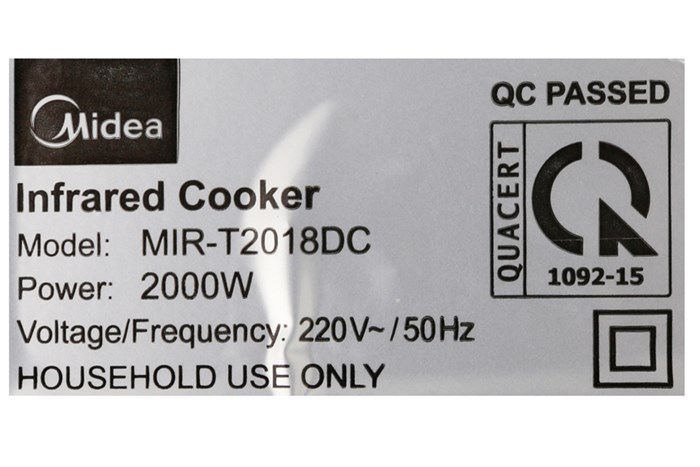 Midea
Infrared Cooker
Model: MIR-T2018DC
Power: 2000W
Voltage/Frequency: 220V~/50Hz
HOUSEHOLD USE ONLY
QC PASSED
QUACERT
1092-15